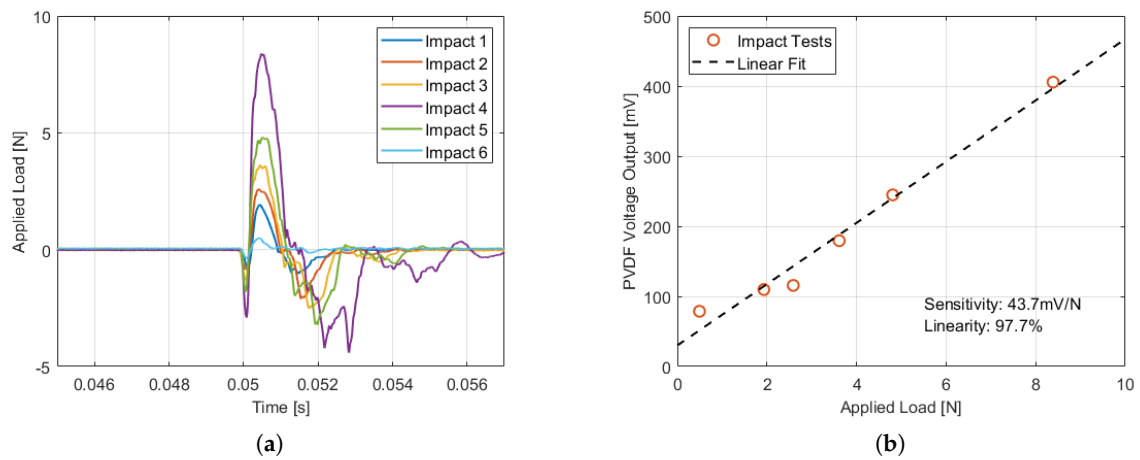 10
5
0
-5
Applied Load [N]
Impact 1
Impact 2
Impact 3
Impact 4
Impact 5
Impact 6
0.046
0.048
0.05
0.052
0.054
0.056
Time [s]
(a)
500
400
300
200
100
0
PVDF Voltage Output [mV]
Impact Tests
Linear Fit
Sensitivity: 43.7mV/N
Linearity: 97.7%
0
2
4
6
8
10
Applied Load [N]
(b)